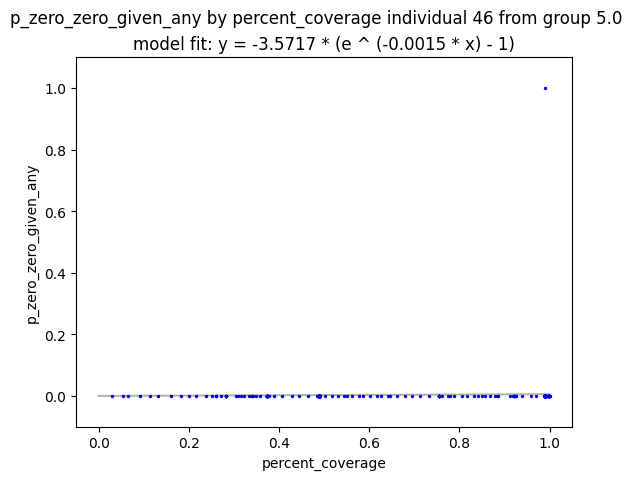 p_zero_zero_given_any by percent_coverage individual 46 from group 5.0
model fit: y = -3.5717 * (e ^ (-0.0015 * x) - 1)
1.0
0.8
0.6
0.4
0.2
0.0
p_zero_zero_given_any
0.0 0.2 0.4 0.6 0.8 1.0
percent_coverage